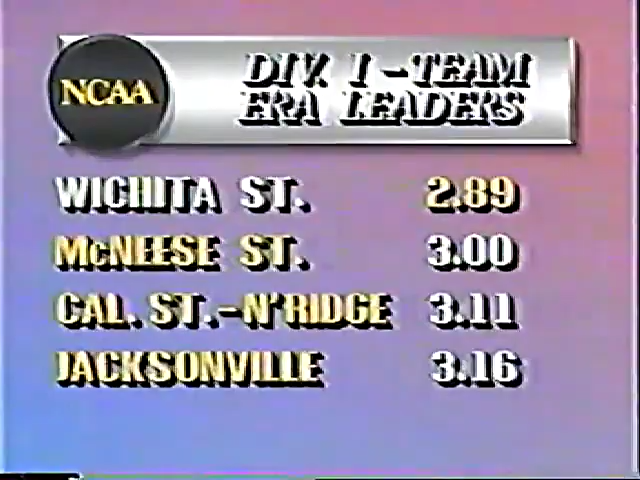 NCAA
DIV. I - TEAM
ERA LEADERS
WICHITA ST. 2.89
McNEESE ST. 3.00
CAL. ST.-N'RIDGE 3.11
JACKSONVILLE 3.16